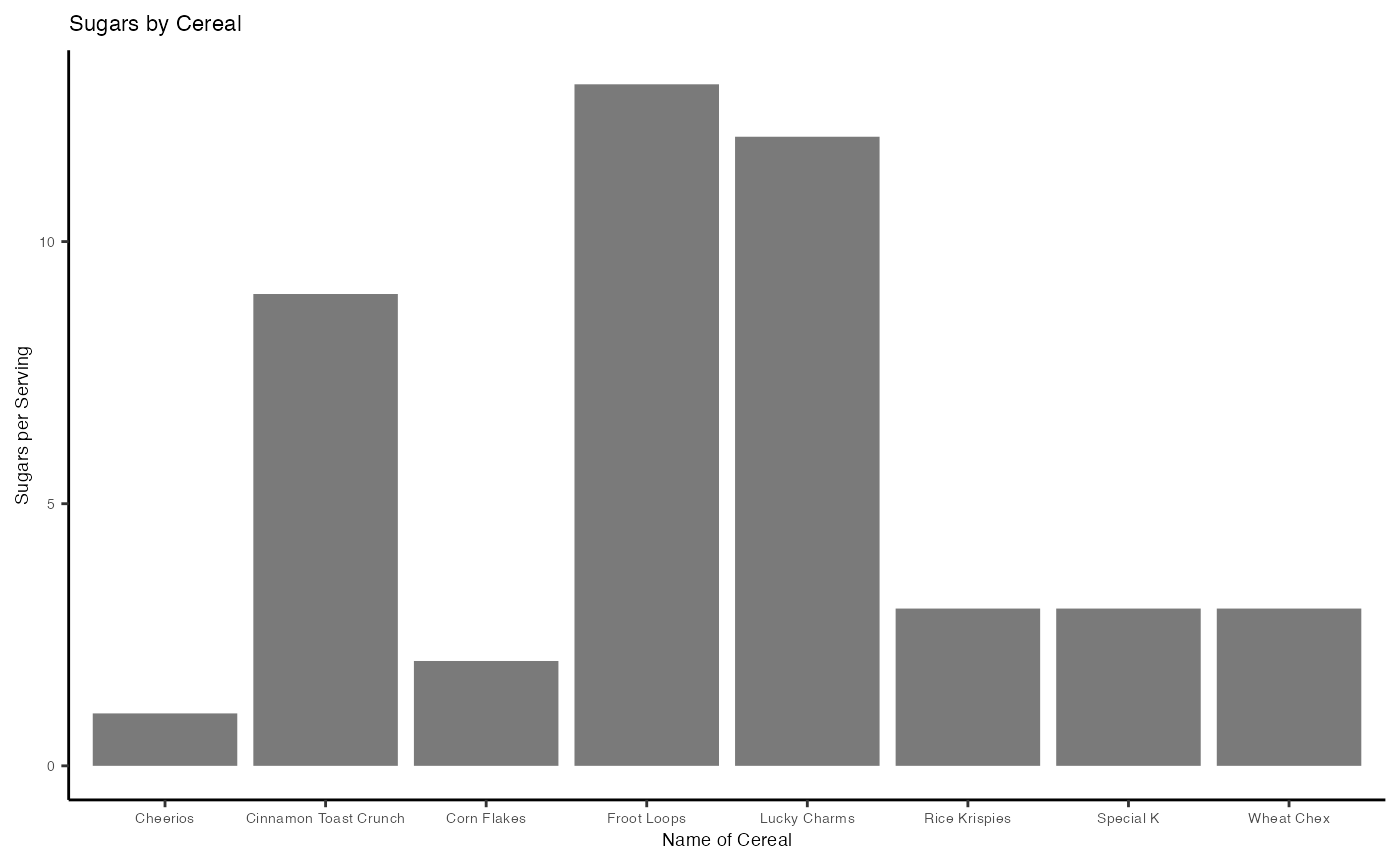 Sugars by Cereal
Sugars per Serving
10
5
0
Cheerios Cinnamon Toast Crunch Corn Flakes Froot Loops Lucky Charms Rice Krispies Special K Wheat Chex
Name of Cereal